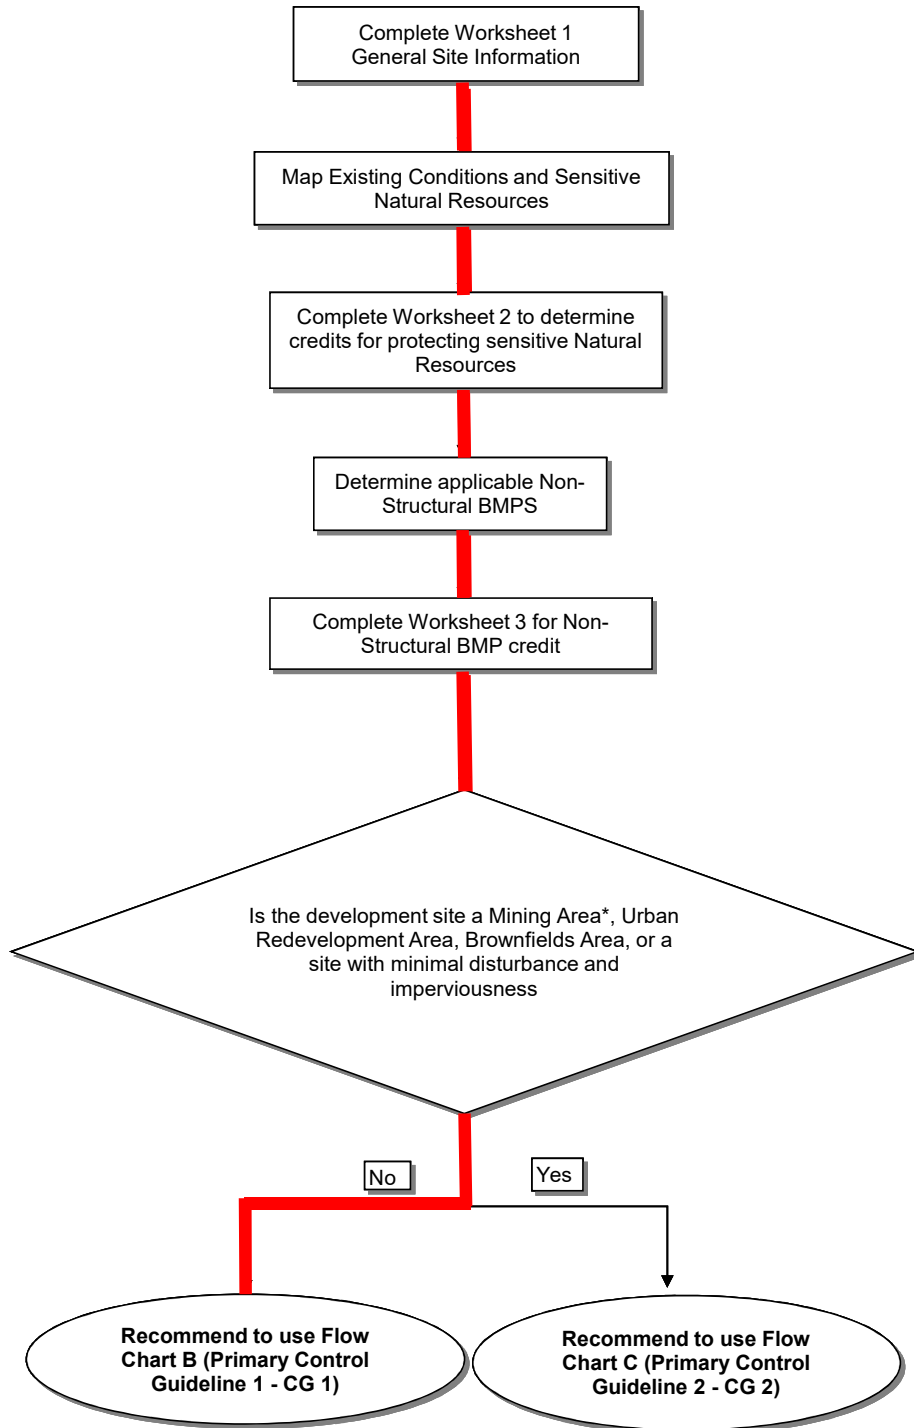 Complete Worksheet 1
General Site Information
Map Existing Conditions and Sensitive
Natural Resources
Complete Worksheet 2 to determine
credits for protecting sensitive Natural
Resources
Determine applicable Non-
Structural BMPS
Complete Worksheet 3 for Non-
Structural BMP credit
Is the development site a Mining Area*, Urban
Redevelopment Area, Brownfields Area, or a
site with minimal disturbance and
imperviousness
No
Yes
Recommend to use Flow
Chart B (Primary Control
Guideline 1 - CG 1)
Recommend to use Flow
Chart C (Primary Control
Guideline 2 - CG 2)